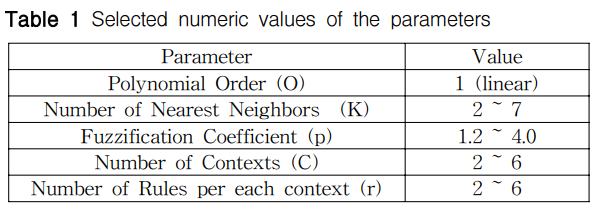 Table 1 Selected numeric values of the parameters
Parameter Value
Polynomial Order (O) 1 (linear)
Number of Nearest Neighbors (K) 2 ~ 7
Fuzzification Coefficient (p) 1.2 ~ 4.0
Number of Contexts (C) 2 ~ 6
Number of Rules per each context (r) 2 ~ 6